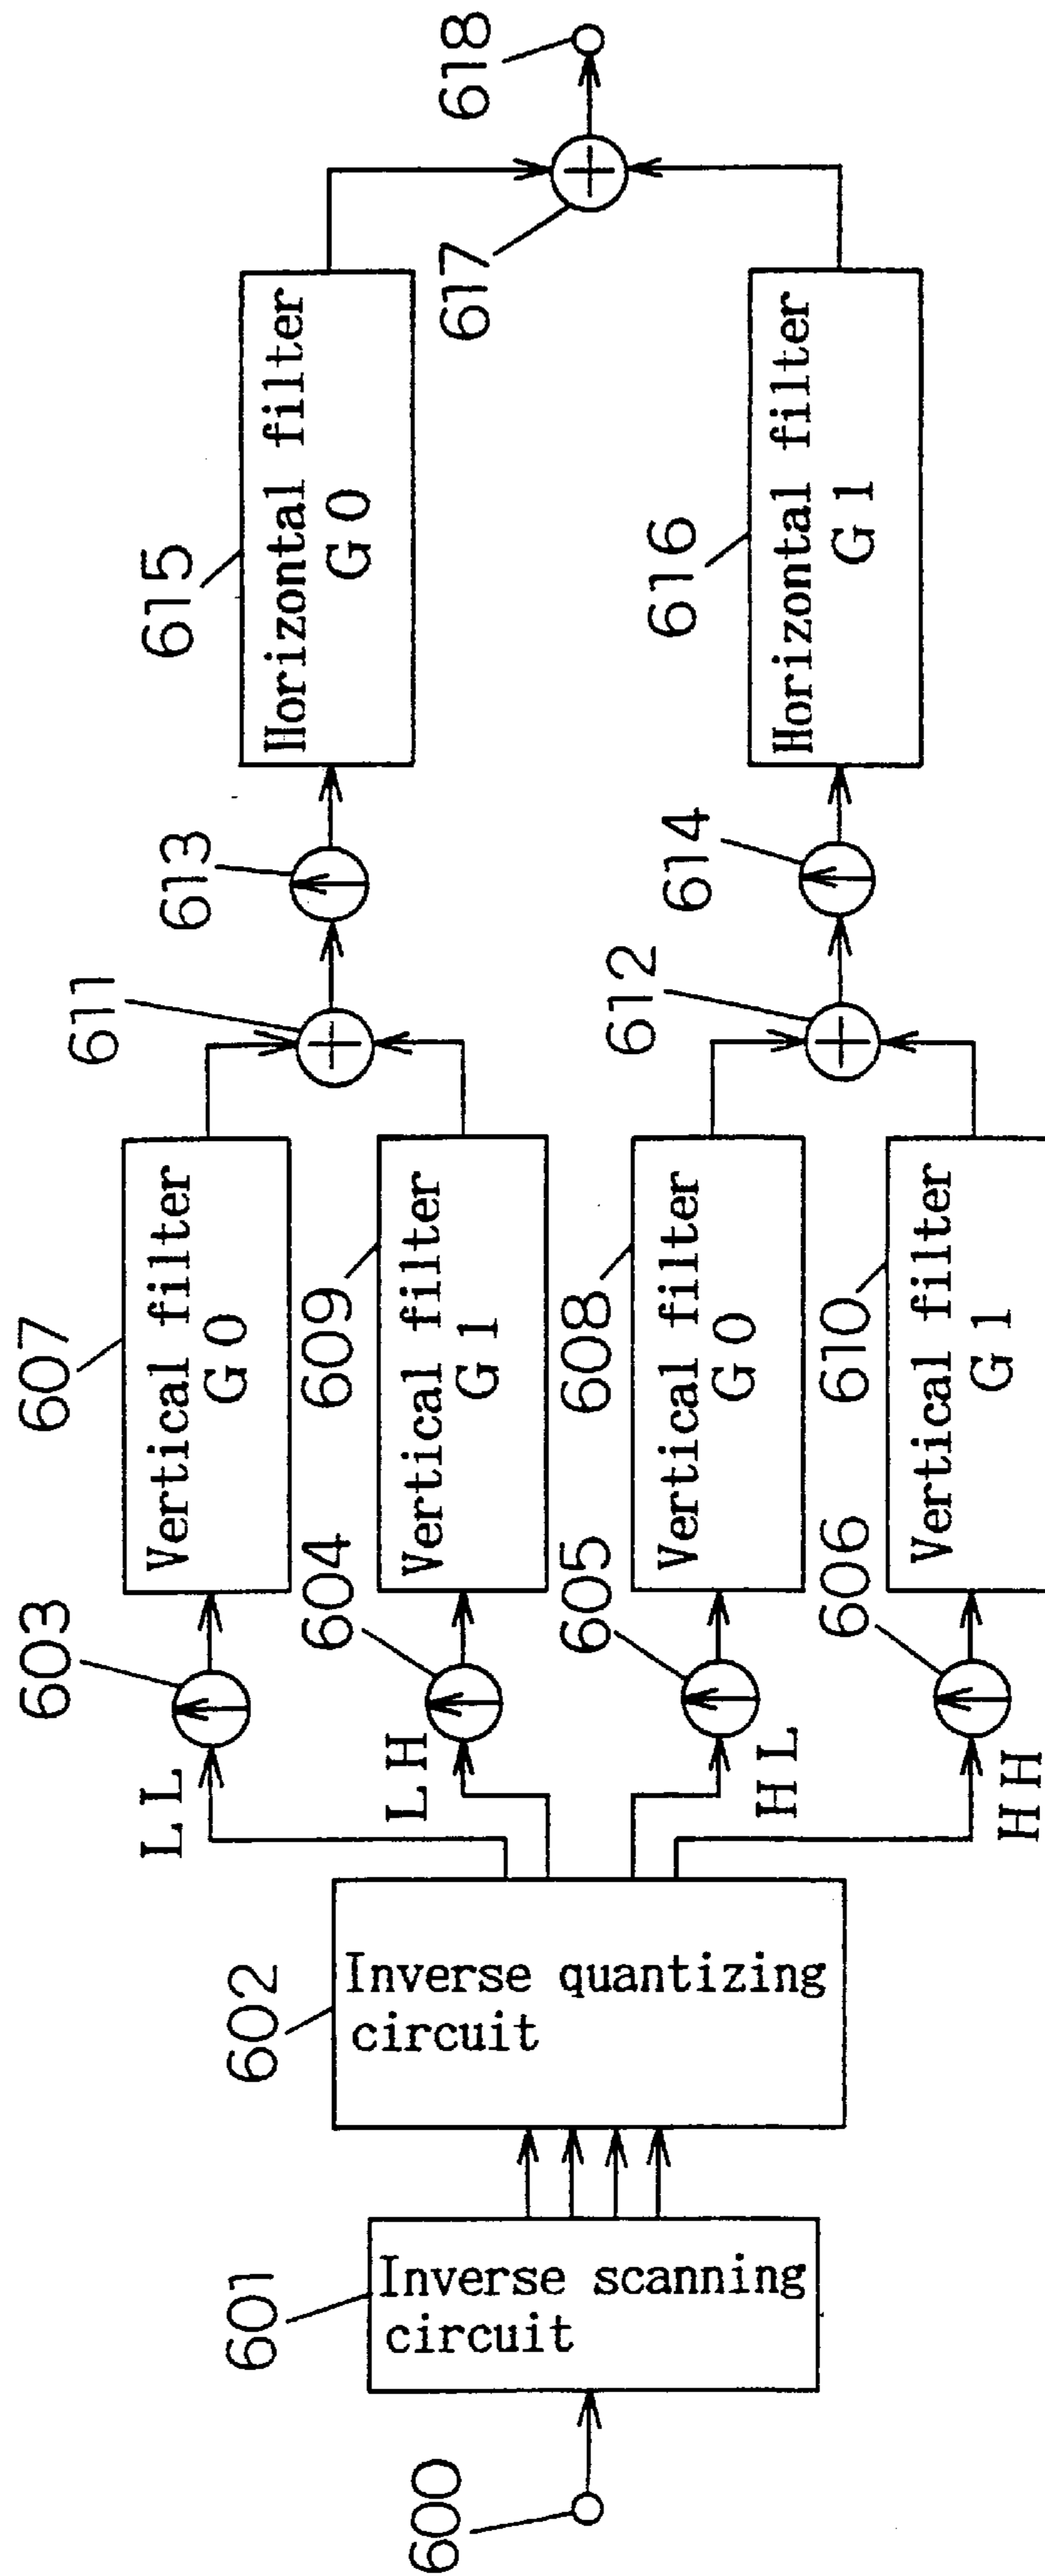 600
601
Inverse scanning
circuit
602
Inverse quantizing
circuit
LL
LH
HL
HH
603
604
605
606
607
Vertical filter
G0
609
Vertical filter
G1
608
Vertical filter
G0
610
Vertical filter
G1
611
612
613
614
615
Horizontal filter
G0
616
Horizontal filter
G1
617
618